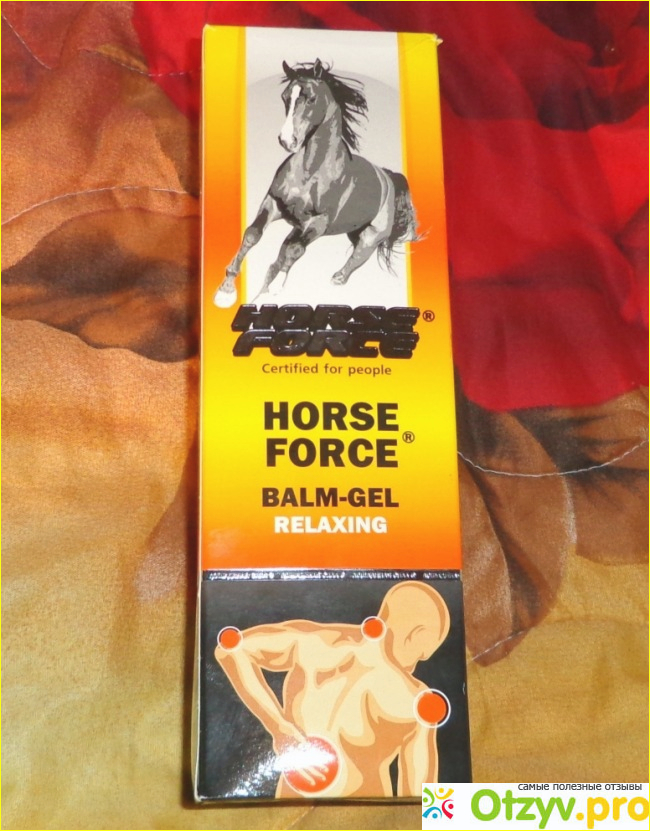 HORSE
FORCE®
Certified for people
HORSE
FORCE®
BALM-GEL
RELAXING
самые полезные отзывы
Otzyv.pro